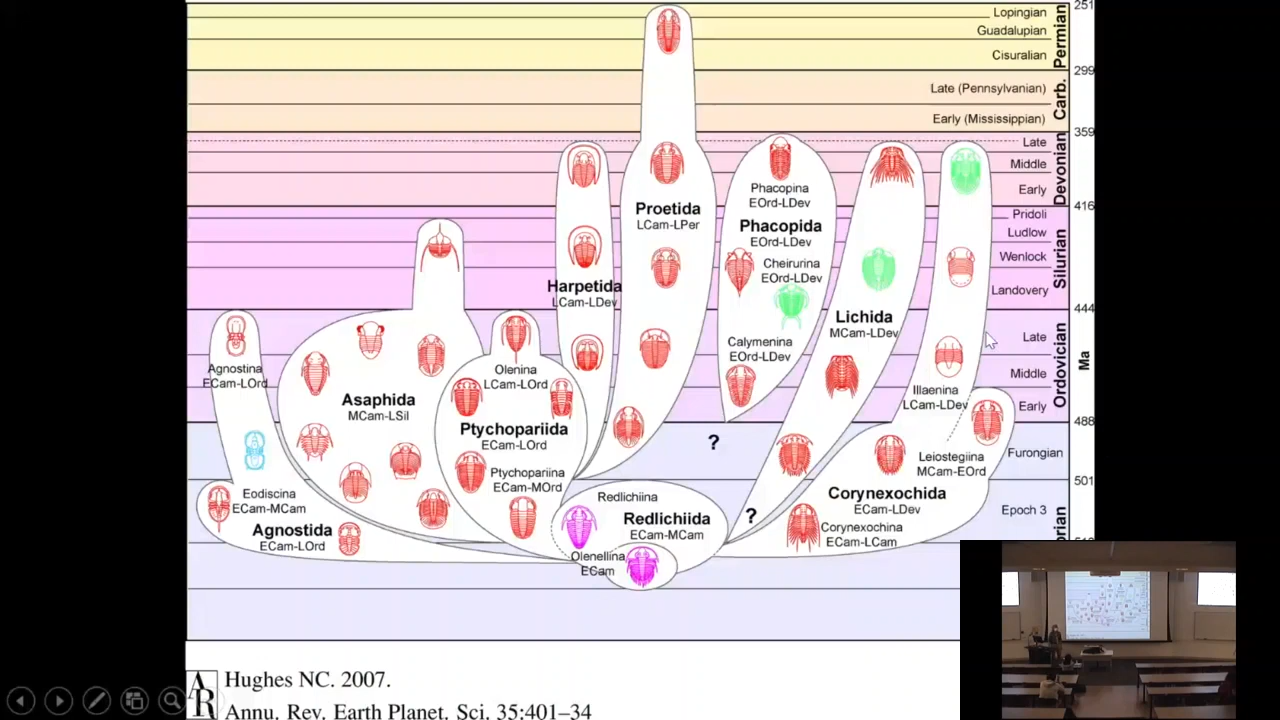 251
Lopingian
Guadalupian
Cisuralian
Permian
299
Late (Pennsylvanian)
Early (Mississippian)
Carb.
359
Late
Middle
Early
Devonian
416
Pridoli
Ludlow
Wenlock
Landovery
Silurian
444
Late
Middle
Early
Ordovician
Ma
488
Furongian
501
Epoch 3
Proetida
LCam-LPer
Phacopina
EOrd-LDev
Phacopida
EOrd-LDev
Cheirurina
EOrd-LDev
Calymenina
EOrd-LDev
Harpetida
LCam-LDev
Lichida
MCam-LDev
Illaenina
LCam-LDev
Leiostegiina
MCam-EOrd
Corynexochida
ECam-LDev
Corynexochina
ECam-LCam
Agnostina
ECam-LOrd
Eodiscina
ECam-MCam
Agnostida
ECam-LOrd
Asaphida
MCam-LSil
Olenina
LCam-LOrd
Ptychopariida
ECam-LOrd
Ptychopariina
ECam-MOrd
?
?
Redlichiina
Redlichiida
ECam-MCam
Olenellina
ECam
AR
Hughes NC. 2007.
Annu. Rev. Earth Planet. Sci. 35:401–34